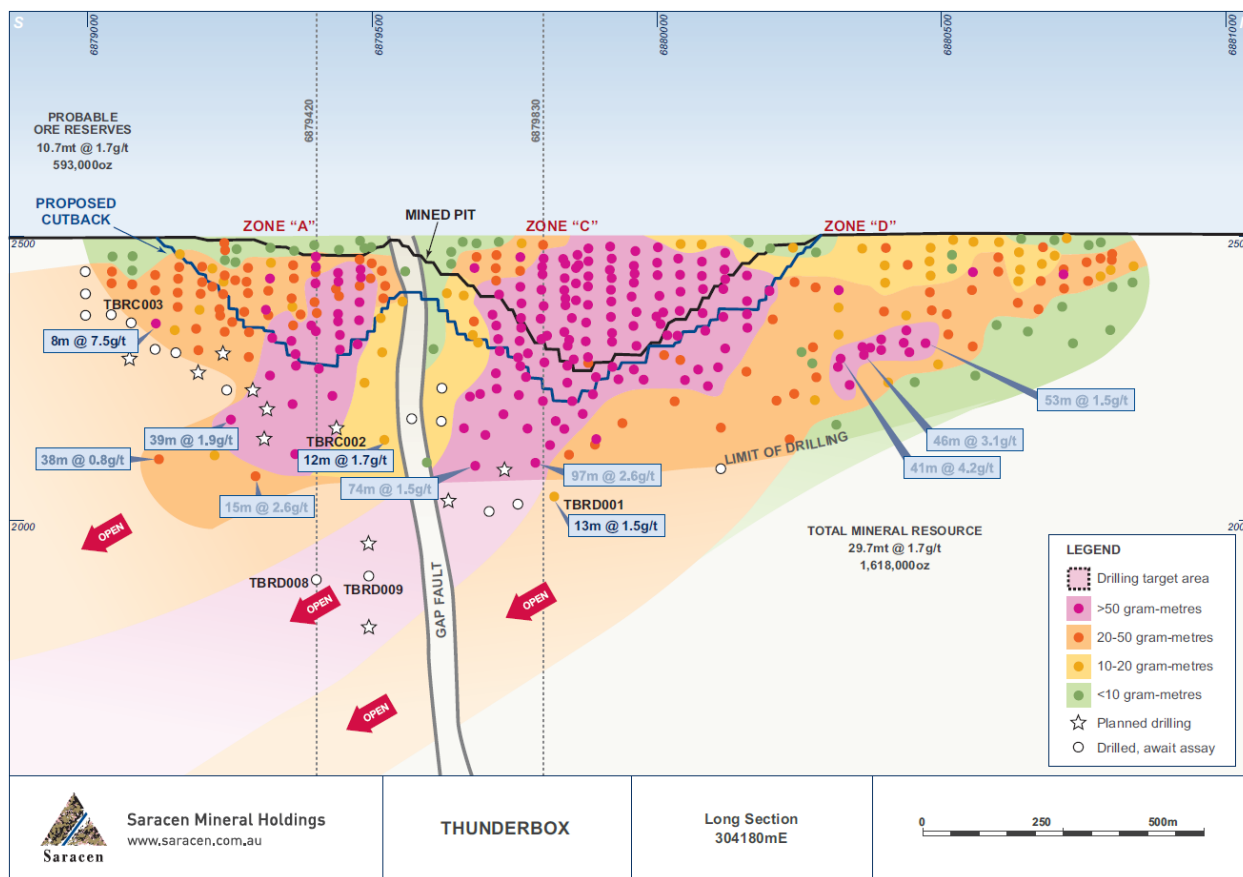 S
6879000
6879500
6880000
6880500
6881000
PROBABLE
ORE RESERVES
10.7mt @ 1.7g/t
593,000oz
6879420
6879830
PROPOSED
CUTBACK
ZONE “A”
MINED PIT
ZONE “C”
ZONE “D”
2500
250
TBRC003
8m @ 7.5g/t
39m @ 1.9g/t
38m @ 0.8g/t
15m @ 2.6g/t
TBRC002
12m @ 1.7g/t
74m @ 1.5g/t
97m @ 2.6g/t
TBRD001
13m @ 1.5g/t
LIMIT OF DRILLING
53m @ 1.5g/t
46m @ 3.1g/t
41m @ 4.2g/t
2000
200
OPEN
TBRD008
TBRD009
OPEN
OPEN
OPEN
GAP FAULT
TOTAL MINERAL RESOURCE
29.7mt @ 1.7g/t
1,618,000oz
LEGEND
Drilling target area
>50 gram-metres
20-50 gram-metres
10-20 gram-metres
<10 gram-metres
Planned drilling
Drilled, await assay
Saracen
Saracen Mineral Holdings
www.saracen.com.au
THUNDERBOX
Long Section
304180mE
0
250
500m